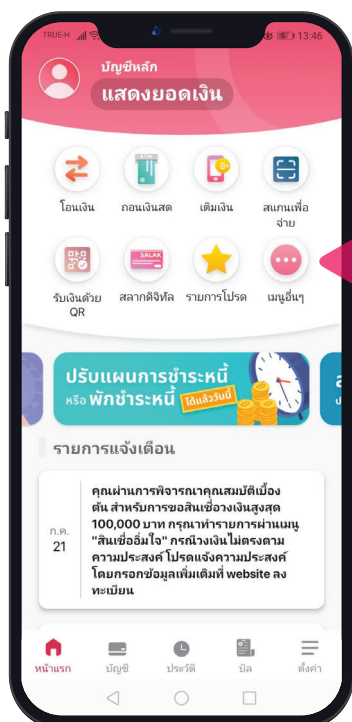 TRUE-H 13:46
บัญชีหลัก
แสดงยอดเงิน
ATM
โอนเงิน ถอนเงินสด เติมเงิน สแกนเพื่อ
จ่าย
SALAK
รับเงินด้วย สลากดิจิทัล รายการโปรด เมนูอื่นๆ
QR
ปรับแผนการชำระหนี้
หรือ พักชำระหนี้ ได้แล้ววันนี้
รายการแจ้งเตือน
ก.ค.
21
คุณผ่านการพิจารณาคุณสมบัติเบื้อง
ต้น สำหรับการขอสินเชื่อวงเงินสูงสุด
100,000 บาท กรุณาทำรายการผ่านเมนู
"สินเชื่ออิ่มใจ" กรณีวงเงินไม่ตรงตาม
ความประสงค์ โปรดแจ้งความประสงค์
โดยกรอกข้อมูลเพิ่มเติมที่ website ลง
ทะเบียน
หน้าแรก บัญชี ประวัติ บิล ตั้งค่า